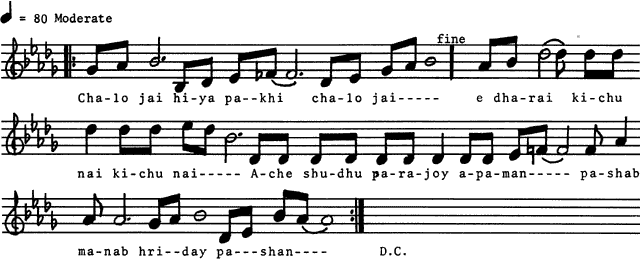 = 80 Moderate
fine
Cha-lo jai hi-ya pa--khi cha-lo jai----- e dha-rai ki-chu
nai ki-chu nai----- A-che shu-dhu pa-ra-joy a-pa-man----- pa-shab
ma-nab hri--day pa---shan---- D.C.